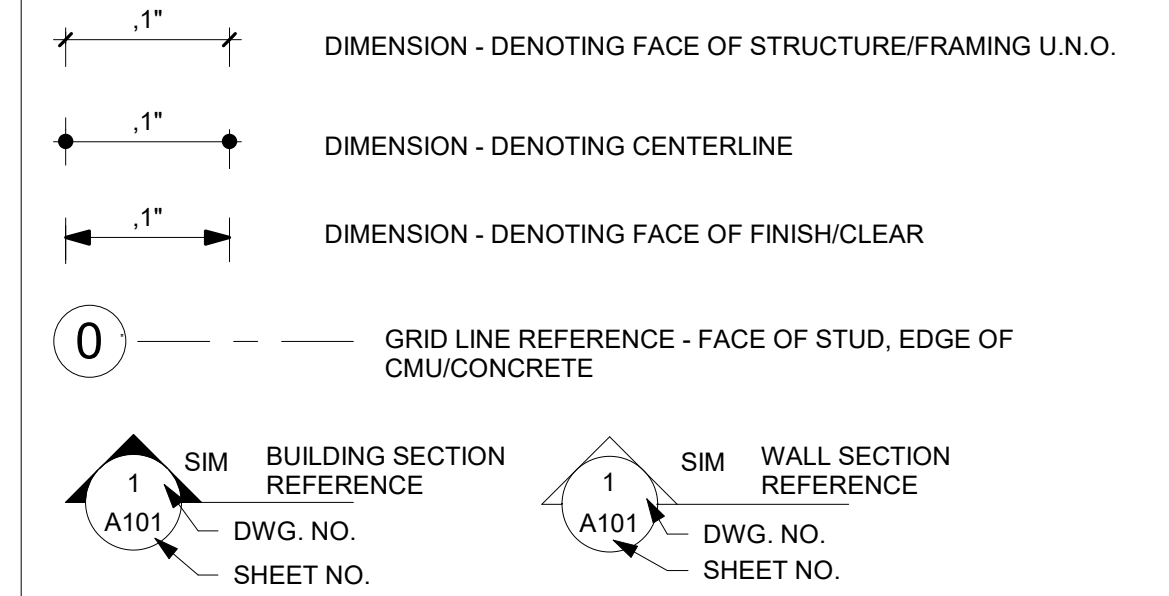 ,1"
DIMENSION - DENOTING FACE OF STRUCTURE/FRAMING U.N.O.
,1"
DIMENSION - DENOTING CENTERLINE
,1"
DIMENSION - DENOTING FACE OF FINISH/CLEAR
0
GRID LINE REFERENCE - FACE OF STUD, EDGE OF
CMU/CONCRETE
1
A101
SIM
BUILDING SECTION
REFERENCE
DWG. NO.
SHEET NO.
1
A101
SIM
WALL SECTION
REFERENCE
DWG. NO.
SHEET NO.